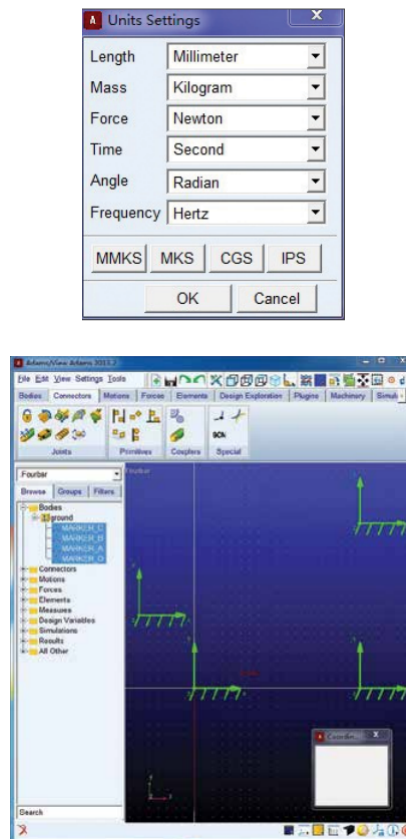 Units Settings
Length Millimeter
Mass Kilogram
Force Newton
Time Second
Angle Radian
Frequency Hertz
MMKS MKS CGS IPS
OK Cancel
Adams/View Adams 2013.2
File Edit View Settings Tools
Bodies Connectors Motions Forces Elements Design Exploration Plugins Machinery
Joints Primitives Couplers Special
Fourbar
Fourbar
Browse Groups Filters
Bodies
ground
MARKER_C
MARKER_B
MARKER_A
Connectors
Motions
Forces
Elements
Measures
Design Variables
Simulations
Results
All Other
Search